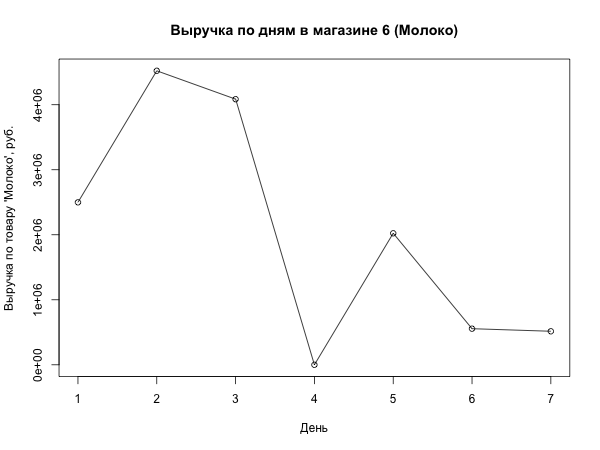 Выручка по дням в магазине 6 (Молоко)
Выручка по товару 'Молоко', руб.
4e+06
3e+06
2e+06
1e+06
0e+00
1 2 3 4 5 6 7
День